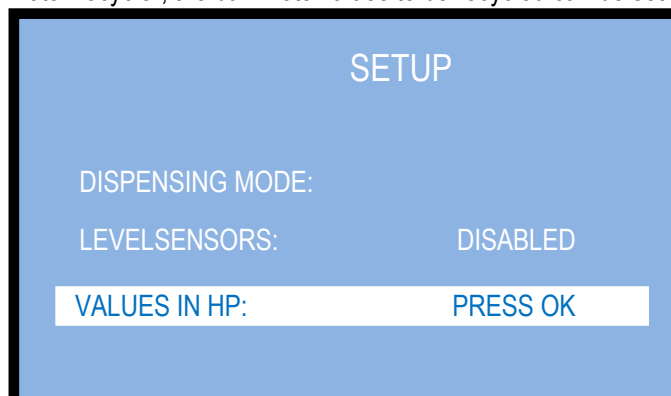 SETUP
DISPENSING MODE:
LEVELSENSORS: DISABLED
VALUES IN HP: PRESS OK